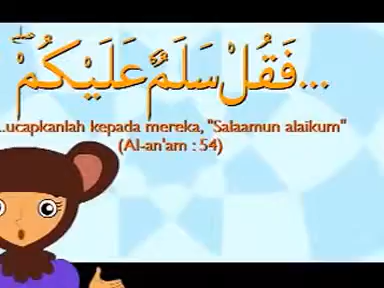 ...فَقُلْ سَلَٰمٌ عَلَيْكُمْ ۖ
..ucapkanlah kepada mereka, "Salaamun alaikum"
(Al-an'am : 54)